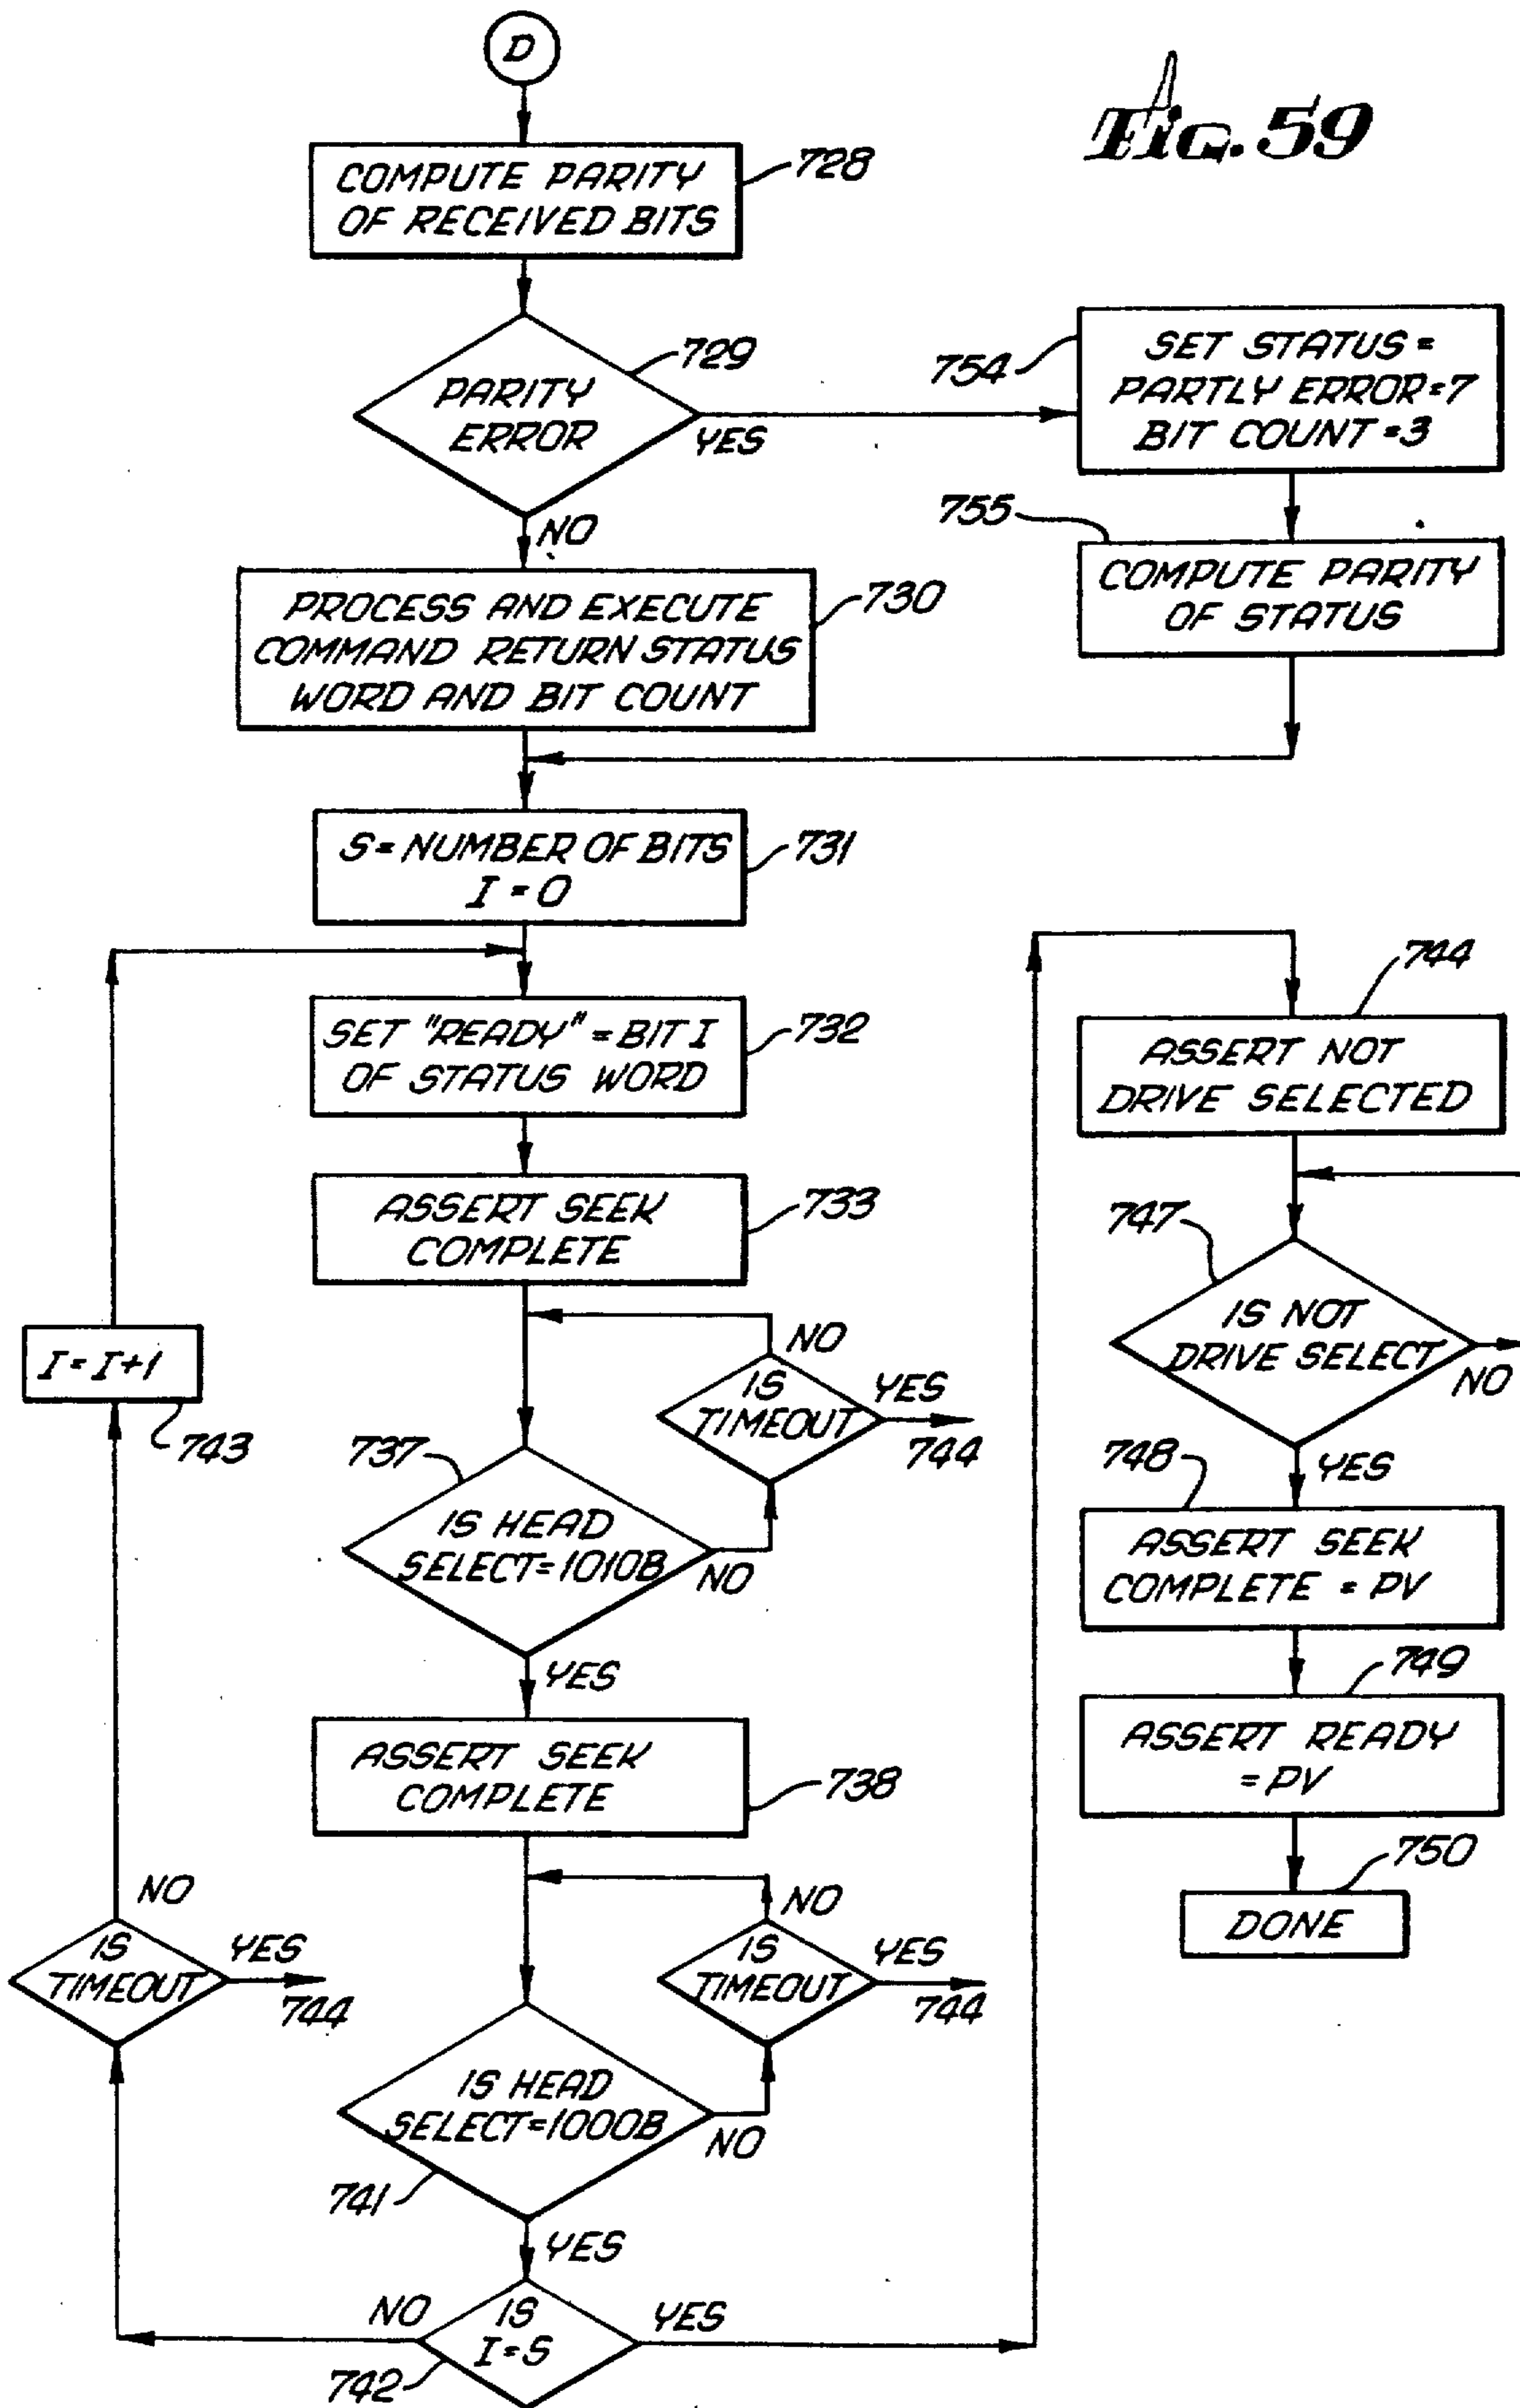 D
Fig. 59
COMPUTE PARITY
OF RECEIVED BITS
728
PARITY
ERROR
729
YES
NO
754
SET STATUS =
PARTLY ERROR=7
BIT COUNT=3
755
COMPUTE PARITY
OF STATUS
PROCESS AND EXECUTE
COMMAND RETURN STATUS
WORD AND BIT COUNT
730
S=NUMBER OF BITS
I=0
731
SET "READY"=BIT I
OF STATUS WORD
732
ASSERT SEEK
COMPLETE
733
I=I+1
743
NO
IS
TIMEOUT
YES
744
737
IS HEAD
SELECT=1010B
NO
YES
ASSERT SEEK
COMPLETE
738
NO
IS
TIMEOUT
YES
744
NO
IS
TIMEOUT
YES
744
IS HEAD
SELECT=1000B
NO
741
YES
NO
IS
I=S
YES
742
744
ASSERT NOT
DRIVE SELECTED
747
IS NOT
DRIVE SELECT
NO
YES
748
ASSERT SEEK
COMPLETE = PV
749
ASSERT READY
= PV
750
DONE